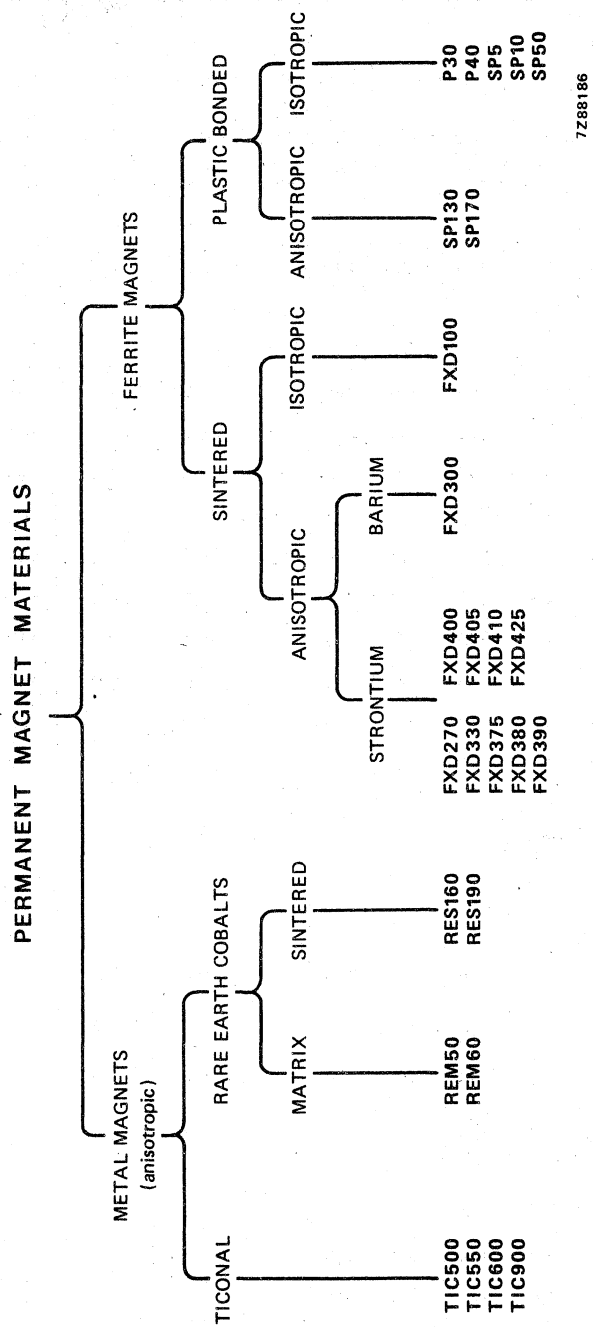 PERMANENT MAGNET MATERIALS
METAL MAGNETS
(anisotropic)
FERRITE MAGNETS
TICONAL
RARE EARTH COBALTS
SINTERED
PLASTIC BONDED
MATRIX
SINTERED
ANISOTROPIC
ISOTROPIC
ANISOTROPIC
ISOTROPIC
STRONTIUM
BARIUM
TIC500
TIC550
TIC600
TIC900
REM50
REM60
RES160
RES190
FXD270 FXD400
FXD330 FXD405
FXD375 FXD410
FXD380 FXD425
FXD390
FXD300
FXD100
SP130
SP170
P30
P40
SP5
SP10
SP50
7Z88186